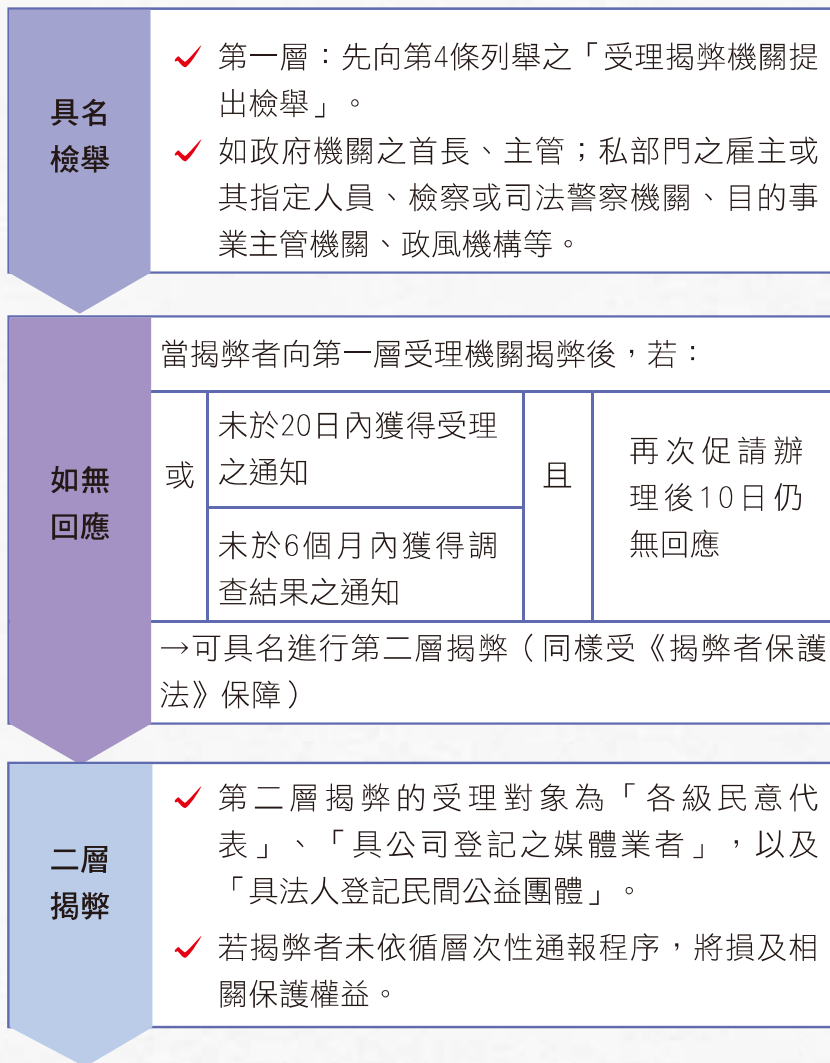 具名
檢舉
✓ 第一層：先向第4條列舉之「受理揭弊機關提
出檢舉」。
✓ 如政府機關之首長、主管；私部門之雇主或
其指定人員、檢察或司法警察機關、目的事
業主管機關、政風機構等。
如無
回應
當揭弊者向第一層受理機關揭弊後，若：
或
未於20日內獲得受理
之通知
未於6個月內獲得調
查結果之通知
且
再次促請辦
理後10日仍
無回應
→可具名進行第二層揭弊（同樣受《揭弊者保護
法》保障）
二層
揭弊
✓ 第二層揭弊的受理對象為「各級民意代
表」、「具公司登記之媒體業者」，以及
「具法人登記民間公益團體」。
✓ 若揭弊者未依循層次性通報程序，將損及相
關保護權益。